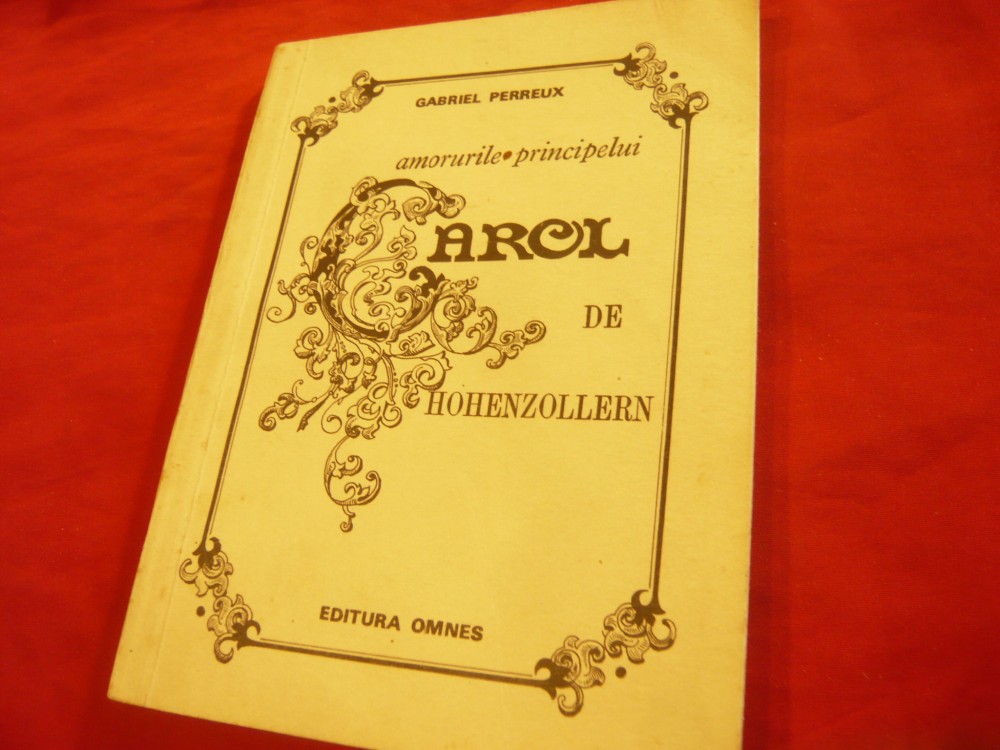 GABRIEL PERREUX
amorurile•principelui
CAROL
DE
HOHENZOLLERN
EDITURA OMNES